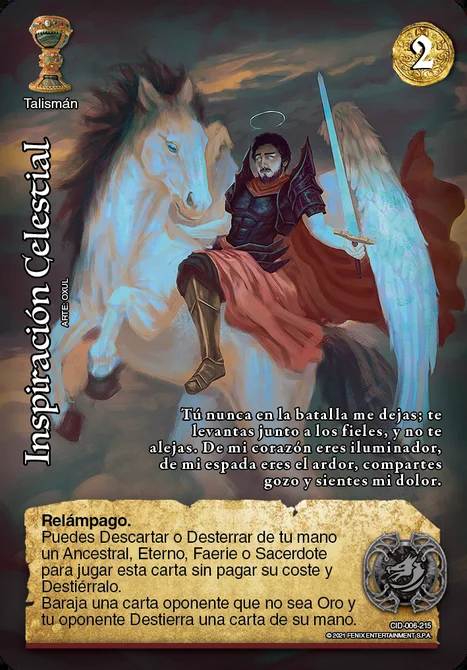 2
Talismán
Inspiración Celestial
ARTE: OXUL
Tú nunca en la batalla me dejas; te
levantas junto a los fieles, y no te
alejas. De mi corazón eres iluminador,
de mi espada eres el ardor, compartes
gozo y sientes mi dolor.
Relámpago.
Puedes Descartar o Desterrar de tu mano
un Ancestral, Eterno, Faerie o Sacerdote
para jugar esta carta sin pagar su coste y
Destiérralo.
Baraja una carta oponente que no sea Oro y
tu oponente Destierra una carta de su mano.
CID-006-215
© 2021 FENIX ENTERTAINMENT S.P.A.